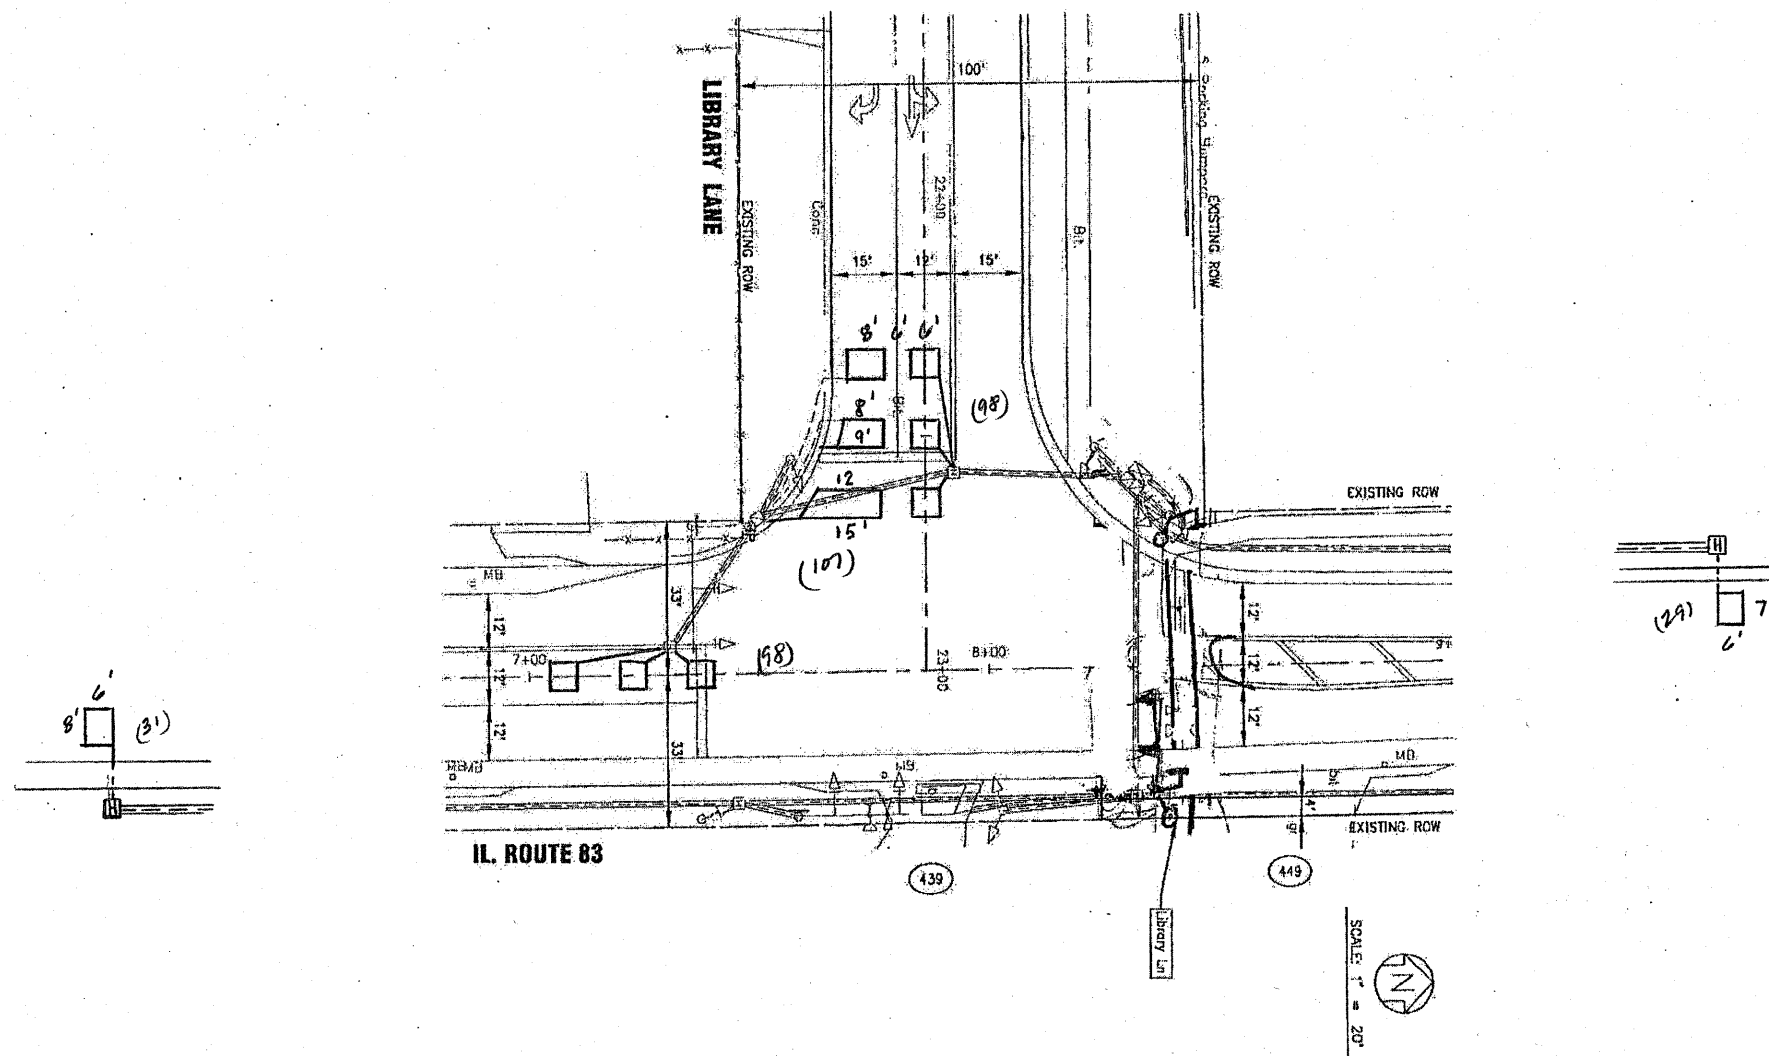 100'
LIBRARY LANE
EXISTING ROW
Conc
22+00
Bit.
EXISTING ROW
15'
12'
15'
8'
6'
6'
8'
9'
Bit.
(98)
12
15'
(107)
EXISTING ROW
MB
33'
12'
12'
12'
7+00
(98)
23+00
8+00
33'
12'
12'
12'
H
(29)
7
6'
6'
8'
(31)
H
MB
Bit
4'
9'
EXISTING ROW
IL. ROUTE 83
439
449
Library Ln
N
SCALE: 1" = 20'